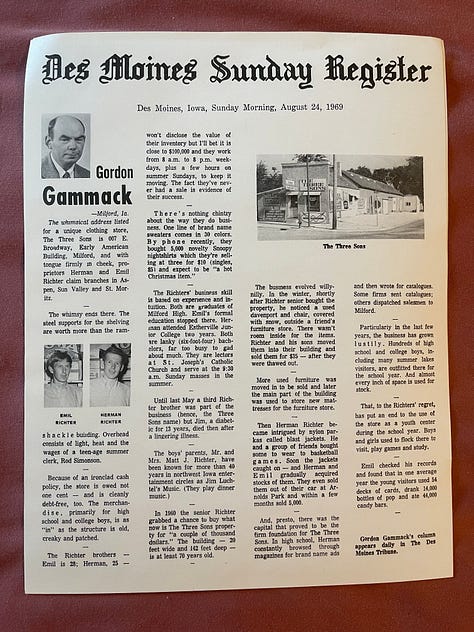 Des Moines Sunday Register
Des Moines, Iowa, Sunday Morning, August 24, 1969
Gordon
Gammack
—Milford, Ia.
The whimsical address listed
for a unique clothing store,
The Three Sons is 607 E.
Broadway, Early American
Building, Milford, and with
tongue firmly in cheek, pro-
prietors Herman and Emil
Richter claim branches in As-
pen, Sun Valley and St. Mor-
itz.
The whimsy ends there. The
steel supports for the shelving
are worth more than the ram-
EMIL
RICHTER
HERMAN
RICHTER
shackle building. Overhead
consists of light, heat and the
wages of a teen-age summer
clerk, Rod Simonson.
Because of an ironclad safe
policy, the store is owed not
one cent — and is cleanly
debt-free, too. The merchan-
dise, primarily for high
school and college boys, is as
"in" as the structure is old,
creaky and patched.
The Richter brothers —
Emil is 28; Herman, 25 —
won't disclose the value of
their inventory but I'll bet it is
close to $100,000 and they work
from 8 a.m. to 8 p.m. week-
days, plus a few hours on
summer Sundays, to keep it
moving. The fact they've nev-
er had a sale is evidence of
their success.
There's nothing chintzy
about the way they do busi-
ness. One line of brand name
sweaters comes in 30 colors.
By phone recently, they
bought 5,000 novelty Snoopy
nightshirts which they're sell-
ing at three for $10 (singles,
$5) and expect to be "a hot
Christmas item."
The Richters' business skill
is based on experience and in-
tuition. Both are graduates of
Milford High. Emil's formal
education stopped there. Her-
man attended Estherville Jun-
ior College two years. Both
are lanky (six-foot-four) bach-
elors, far too busy to gad
about much. They are lectors
at St. Joseph's Catholic
Church and serve at the 9:30
a.m. Sunday masses in the
summer.
Until last May a third Rich-
ter brother was part of the
business (hence, the Three
Sons name) but Jim, a diabet-
ic for 13 years, died then after
a lingering illness.
The boys' parents, Mr. and
Mrs. Matt J. Richter, have
been known for more than 40
years in northwest Iowa enter-
tainment circles as Jim Luch-
tel's Music. (They play dinner
music.)
In 1960 the senior Richter
grabbed a chance to buy what
now is The Three Sons property
for "a couple of thousand
dollars." The building — 20
feet wide and 142 feet deep —
is at least 70 years old.
The Three Sons
The business evolved willy-
nilly. In the winter, shortly
after Richter senior bought the
property, he noticed a used
davenport and chair, covered
with snow, outside a friend's
furniture store. There wasn't
room inside for the items.
Richter and his sons moved
them into their building and
sold them for $35 — after they
were thawed out.
More used furniture was
moved in to be sold and later
the main part of the building
was used to store new mat-
tresses for the furniture store.
Then Herman Richter be-
came intrigued by nylon par-
kas called bloat jackets. He
and a group of friends bought
some to wear to basketball
games. Soon the jackets
caught on — and Herman and
Emil gradually acquired
stocks of them. They even sold
them out of their car at Ar-
nolds Park and within a few
months sold 5,000.
And, presto, there was the
capital that proved to be the
firm foundation for The Three
Sons. In high school, Herman
constantly browsed through
magazines for brand name ads
and then wrote for catalogues.
Some firms sent catalogues;
others dispatched salesmen to
Milford.
Particularly in the last few
years, the business has grown
lustily. Hundreds of high
school and college boys, in-
cluding many summer lakes
visitors, are outfitted there for
the school year. And almost
every inch of space is used for
stock.
That, to the Richters' regret,
has put an end to the use of
the store as a youth center
during the school year. Boys
and girls used to flock there to
visit, play games and study.
Emil checked his records
and found that in one average
year the young visitors used 54
decks of cards, drank 14,000
bottles of pop and ate 44,000
candy bars.
Gordon Gammack's column
appears daily in The Des
Moines Tribune.